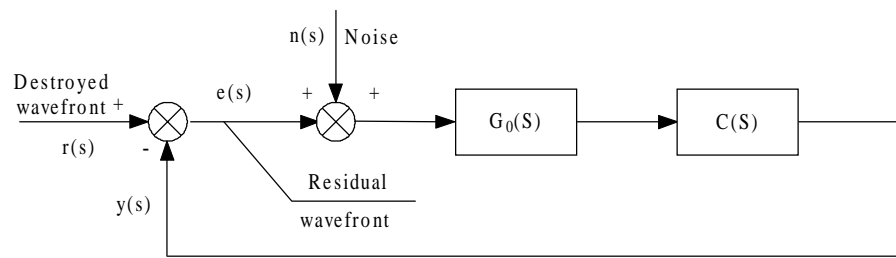 n(s) Noise
Destroyed
wavefront +
e(s)
+ +
G₀(S)
C(S)
r(s)
-
y(s)
Residual
wavefront